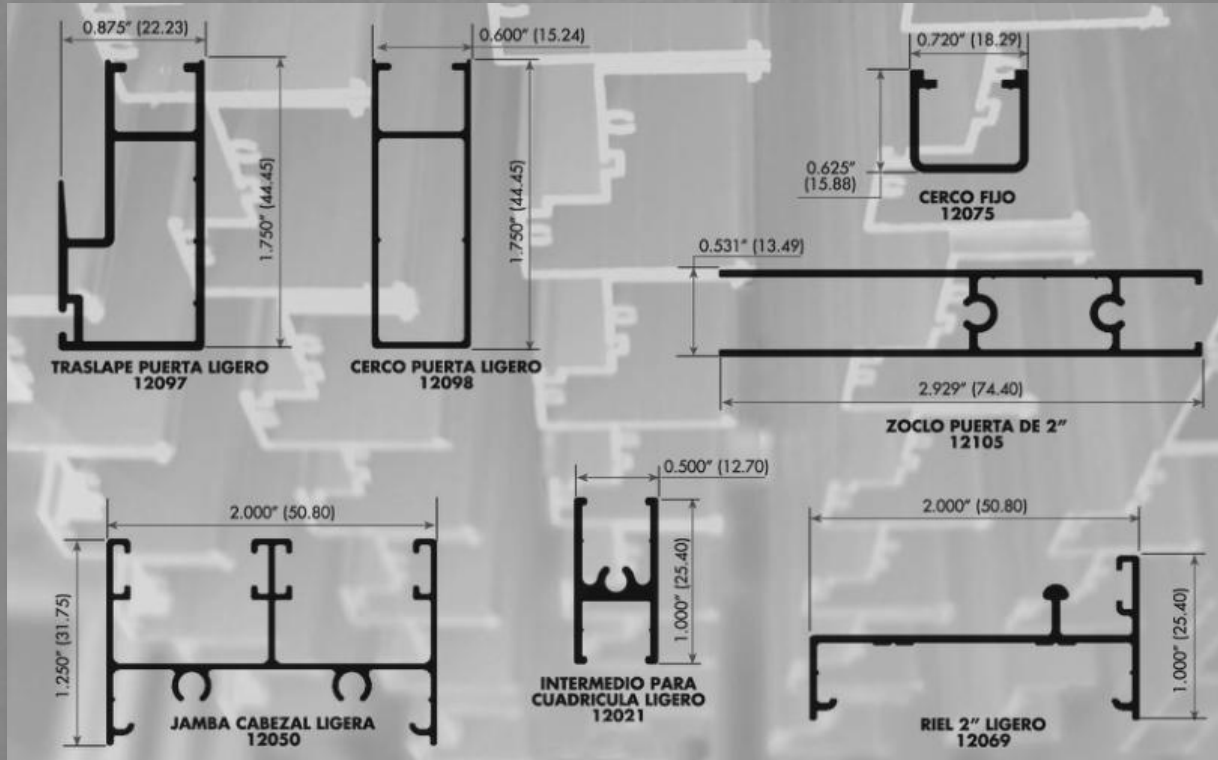 0.875" (22.23)
1.750" (44.45)
TRASLAPE PUERTA LIGERO
12097
0.600" (15.24)
1.750" (44.45)
CERCO PUERTA LIGERO
12098
0.720" (18.29)
0.625"
(15.88)
CERCO FIJO
12075
0.531" (13.49)
2.929" (74.40)
ZOCLO PUERTA DE 2"
12105
2.000" (50.80)
1.250" (31.75)
JAMBA CABEZAL LIGERA
12050
0.500" (12.70)
1.000" (25.40)
INTERMEDIO PARA
CUADRICULA LIGERO
12021
2.000" (50.80)
1.000" (25.40)
RIEL 2" LIGERO
12069